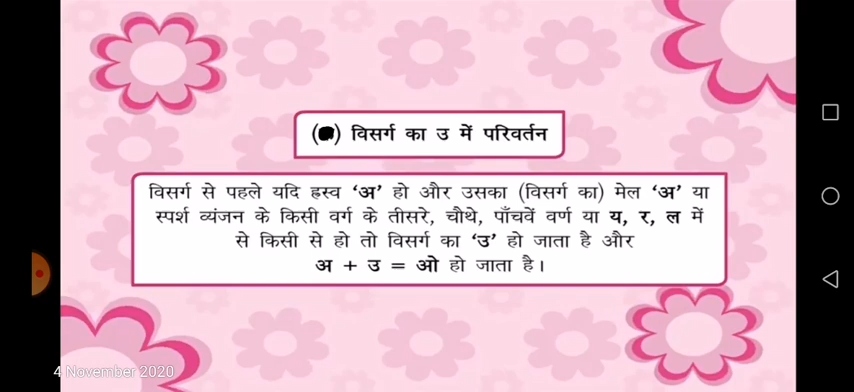 () विसर्ग का उ में परिवर्तन
विसर्ग से पहले यदि ह्रस्व ‘अ’ हो और उसका (विसर्ग का) मेल ‘अ’ या
स्पर्श व्यंजन के किसी वर्ग के तीसरे, चौथे, पाँचवें वर्ण या य, र, ल में
से किसी से हो तो विसर्ग का ‘उ’ हो जाता है और
अ + उ = ओ हो जाता है।
4 November 2020